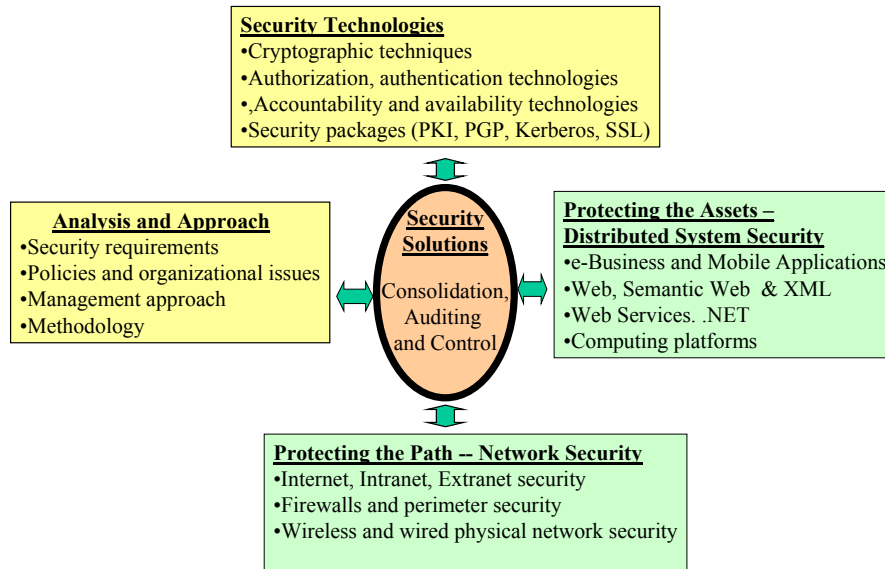 Security Technologies
•Cryptographic techniques
•Authorization, authentication technologies
•,Accountability and availability technologies
•Security packages (PKI, PGP, Kerberos, SSL)
Analysis and Approach
•Security requirements
•Policies and organizational issues
•Management approach
•Methodology
Security
Solutions
Consolidation,
Auditing
and Control
Protecting the Assets –
Distributed System Security
•e-Business and Mobile Applications
•Web, Semantic Web & XML
•Web Services. .NET
•Computing platforms
Protecting the Path -- Network Security
•Internet, Intranet, Extranet security
•Firewalls and perimeter security
•Wireless and wired physical network security